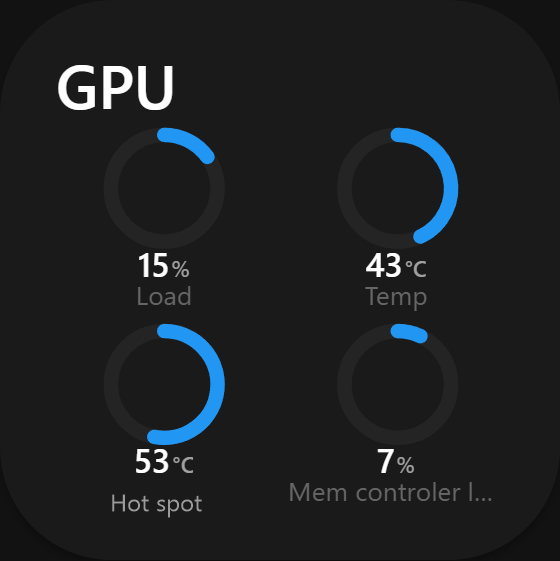 GPU
15%
43°C
Load
Temp
53°C
7%
Hot spot
Mem controler l...